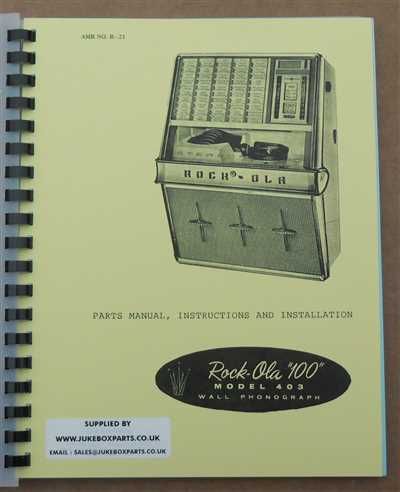 AMR NO. R-21
ROCK-OLA
PARTS MANUAL, INSTRUCTIONS AND INSTALLATION
Rock-Ola "100"
MODEL 403
WALL PHONOGRAPH
SUPPLIED BY
WWW.JUKEBOXPARTS.CO.UK
EMAIL : SALES@JUKEBOXPARTS.CO.UK